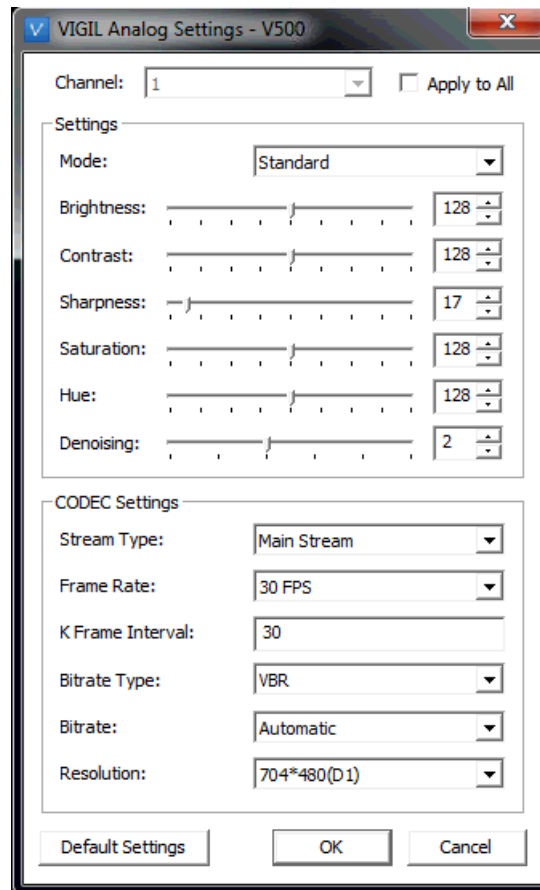 VIGIL Analog Settings - V500
Channel: 1 Apply to All
Settings
Mode: Standard
Brightness: 128
Contrast: 128
Sharpness: 17
Saturation: 128
Hue: 128
Denoising: 2
CODEC Settings
Stream Type: Main Stream
Frame Rate: 30 FPS
K Frame Interval: 30
Bitrate Type: VBR
Bitrate: Automatic
Resolution: 704*480(D1)
Default Settings OK Cancel